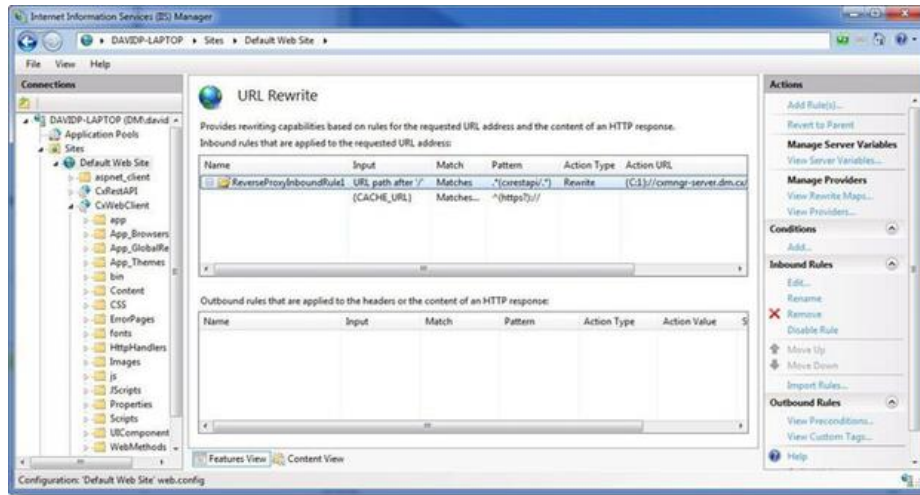 Internet Information Services (IIS) Manager
DAVIDP-LAPTOP Sites Default Web Site
File View Help
Connections
DAVIDP-LAPTOP (DM\david
Application Pools
Sites
Default Web Site
aspnet_client
CxRestAPI
CxWebClient
app
App_Browsers
App_GlobalRe
App_Themes
bin
Content
CSS
ErrorPages
fonts
HttpHandlers
Images
js
JScripts
Properties
Scripts
UIComponent
WebMethods
URL Rewrite
Provides rewriting capabilities based on rules for the requested URL address and the content of an HTTP response.
Inbound rules that are applied to the requested URL address:
Name Input Match Pattern Action Type Action URL
ReverseProxyInboundRule1 URL path after '/' Matches .*(cxrestapi/.*) Rewrite {C:1}://cxmngr-server.dm.cx/
{CACHE_URL} Matches... ^(https?)://
Outbound rules that are applied to the headers or the content of an HTTP response:
Name Input Match Pattern Action Type Action Value S
Features View Content View
Actions
Add Rule(s)...
Revert to Parent
Manage Server Variables
View Server Variables...
Manage Providers
View Rewrite Maps...
View Providers...
Conditions
Add...
Inbound Rules
Edit...
Rename
Remove
Disable Rule
Move Up
Move Down
Import Rules...
Outbound Rules
View Preconditions...
View Custom Tags...
Help
Configuration: 'Default Web Site' web.config